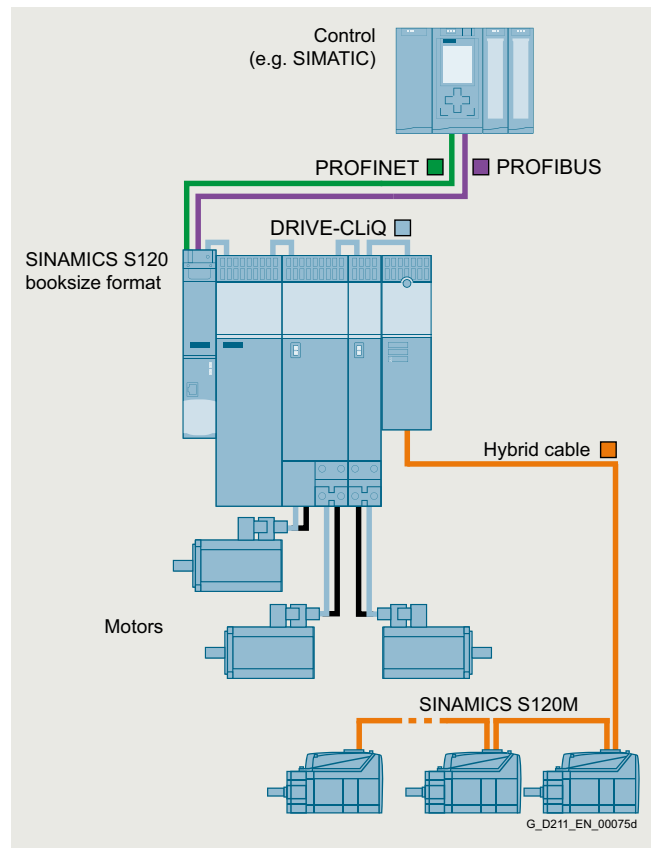 Control
(e.g. SIMATIC)
PROFINET
PROFIBUS
DRIVE-CLiQ
SINAMICS S120
booksize format
Hybrid cable
Motors
SINAMICS S120M
G_D211_EN_00075d